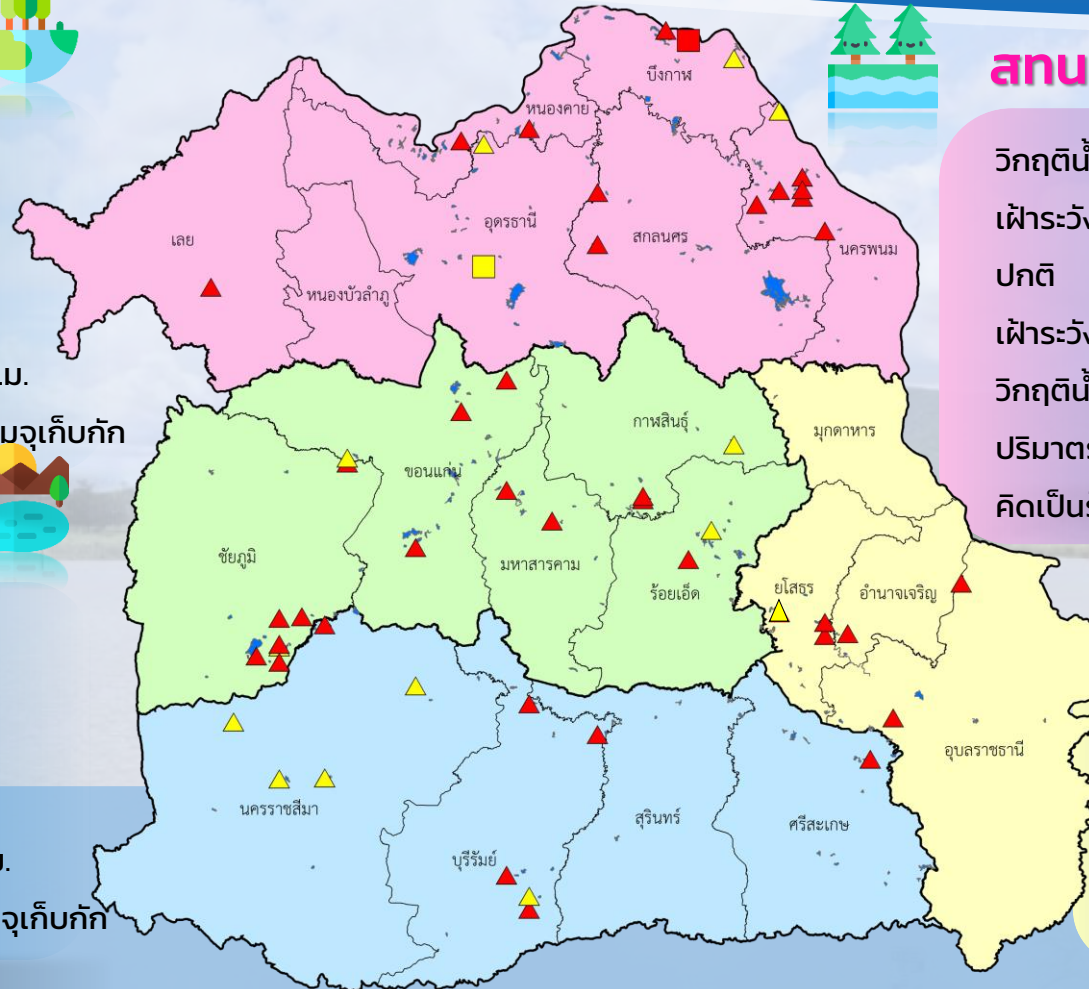 สทน
วิกฤติน้
เฝ้าระวัง
ปกติ
เฝ้าระวัง
วิกฤติน้
ปริมาตร
คิดเป็นร
บึงกาฬ
หนองคาย
อุดรธานี
สกลนคร
นครพนม
เลย
หนองบัวลำภู
.ม.
มจุเก็บกัก
กาฬสินธุ์
มุกดาหาร
ขอนแก่น
ชัยภูมิ
มหาสารคาม
ร้อยเอ็ด
ยโสธร
อำนาจเจริญ
อุบลราชธานี
นครราชสีมา
สุรินทร์
ศรีสะเกษ
บุรีรัมย์
ม.
จุเก็บกัก